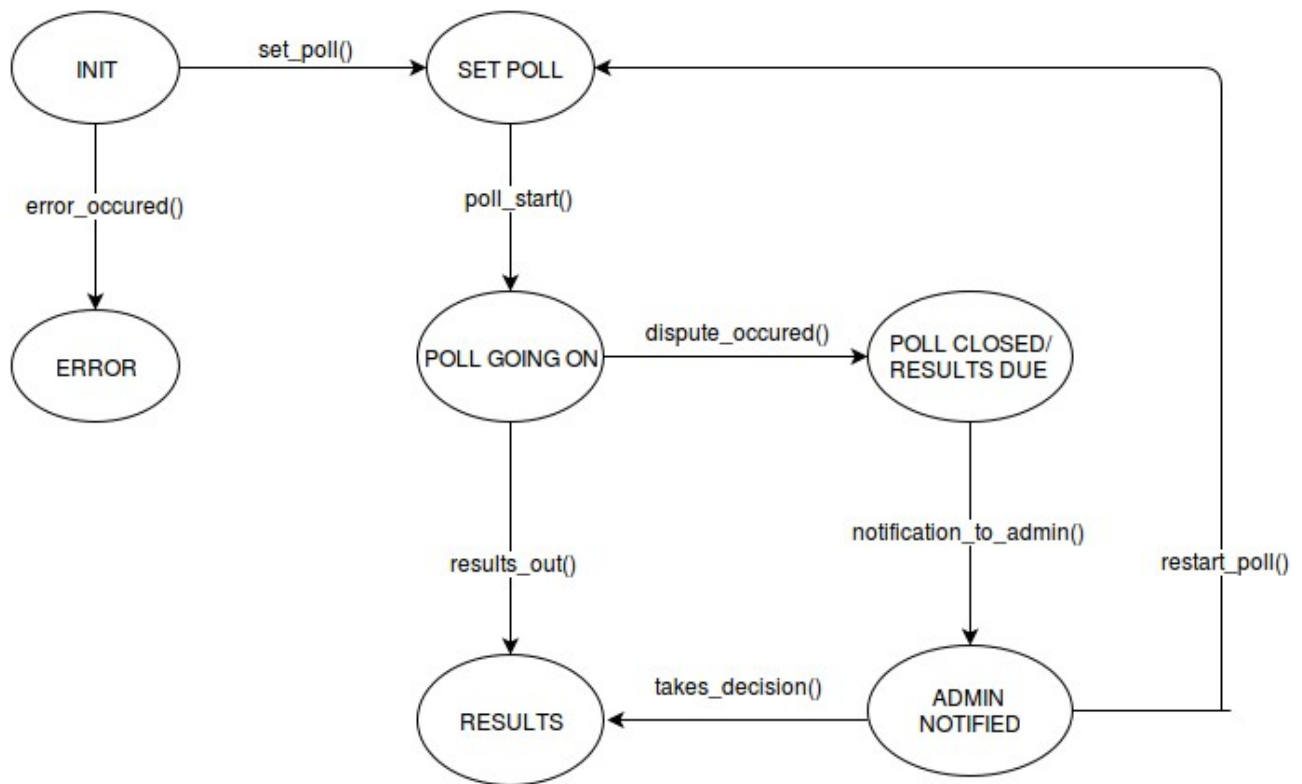 INIT
set_poll()
SET POLL
error_occured()
poll_start()
ERROR
POLL GOING ON
dispute_occured()
POLL CLOSED/
RESULTS DUE
results_out()
notification_to_admin()
restart_poll()
RESULTS
takes_decision()
ADMIN
NOTIFIED